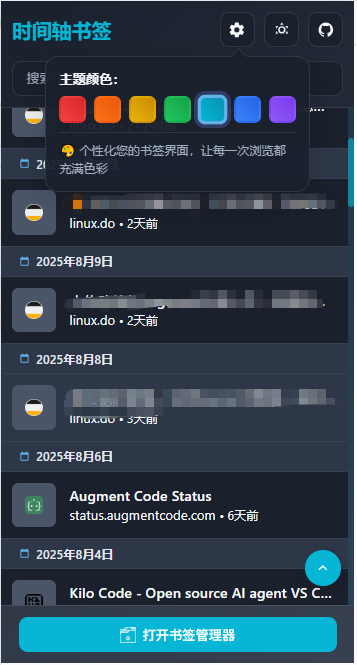 时间轴书签
搜索
主题颜色：
🎨 个性化您的书签界面，让每一次浏览都
充满色彩
linux.do • 2天前
2025年8月9日
linux.do • 2天前
2025年8月8日
linux.do • 3天前
2025年8月6日
Augment Code Status
status.augmentcode.com • 6天前
2025年8月4日
Kilo Code - Open source AI agent VS C...
打开书签管理器